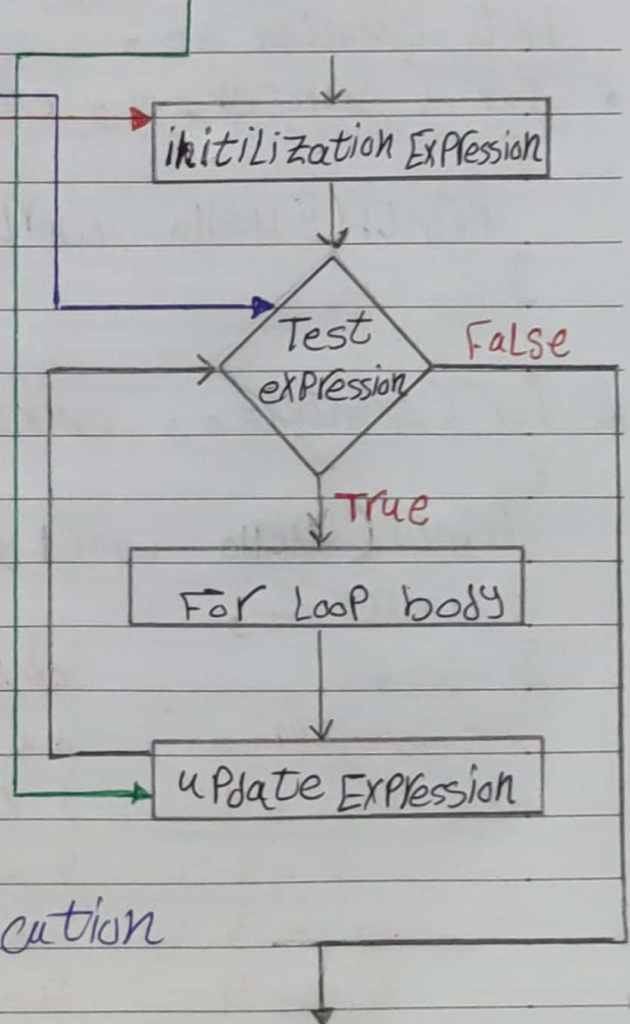 initilization Expression
Test
expression
False
True
For Loop body
update Expression
cution